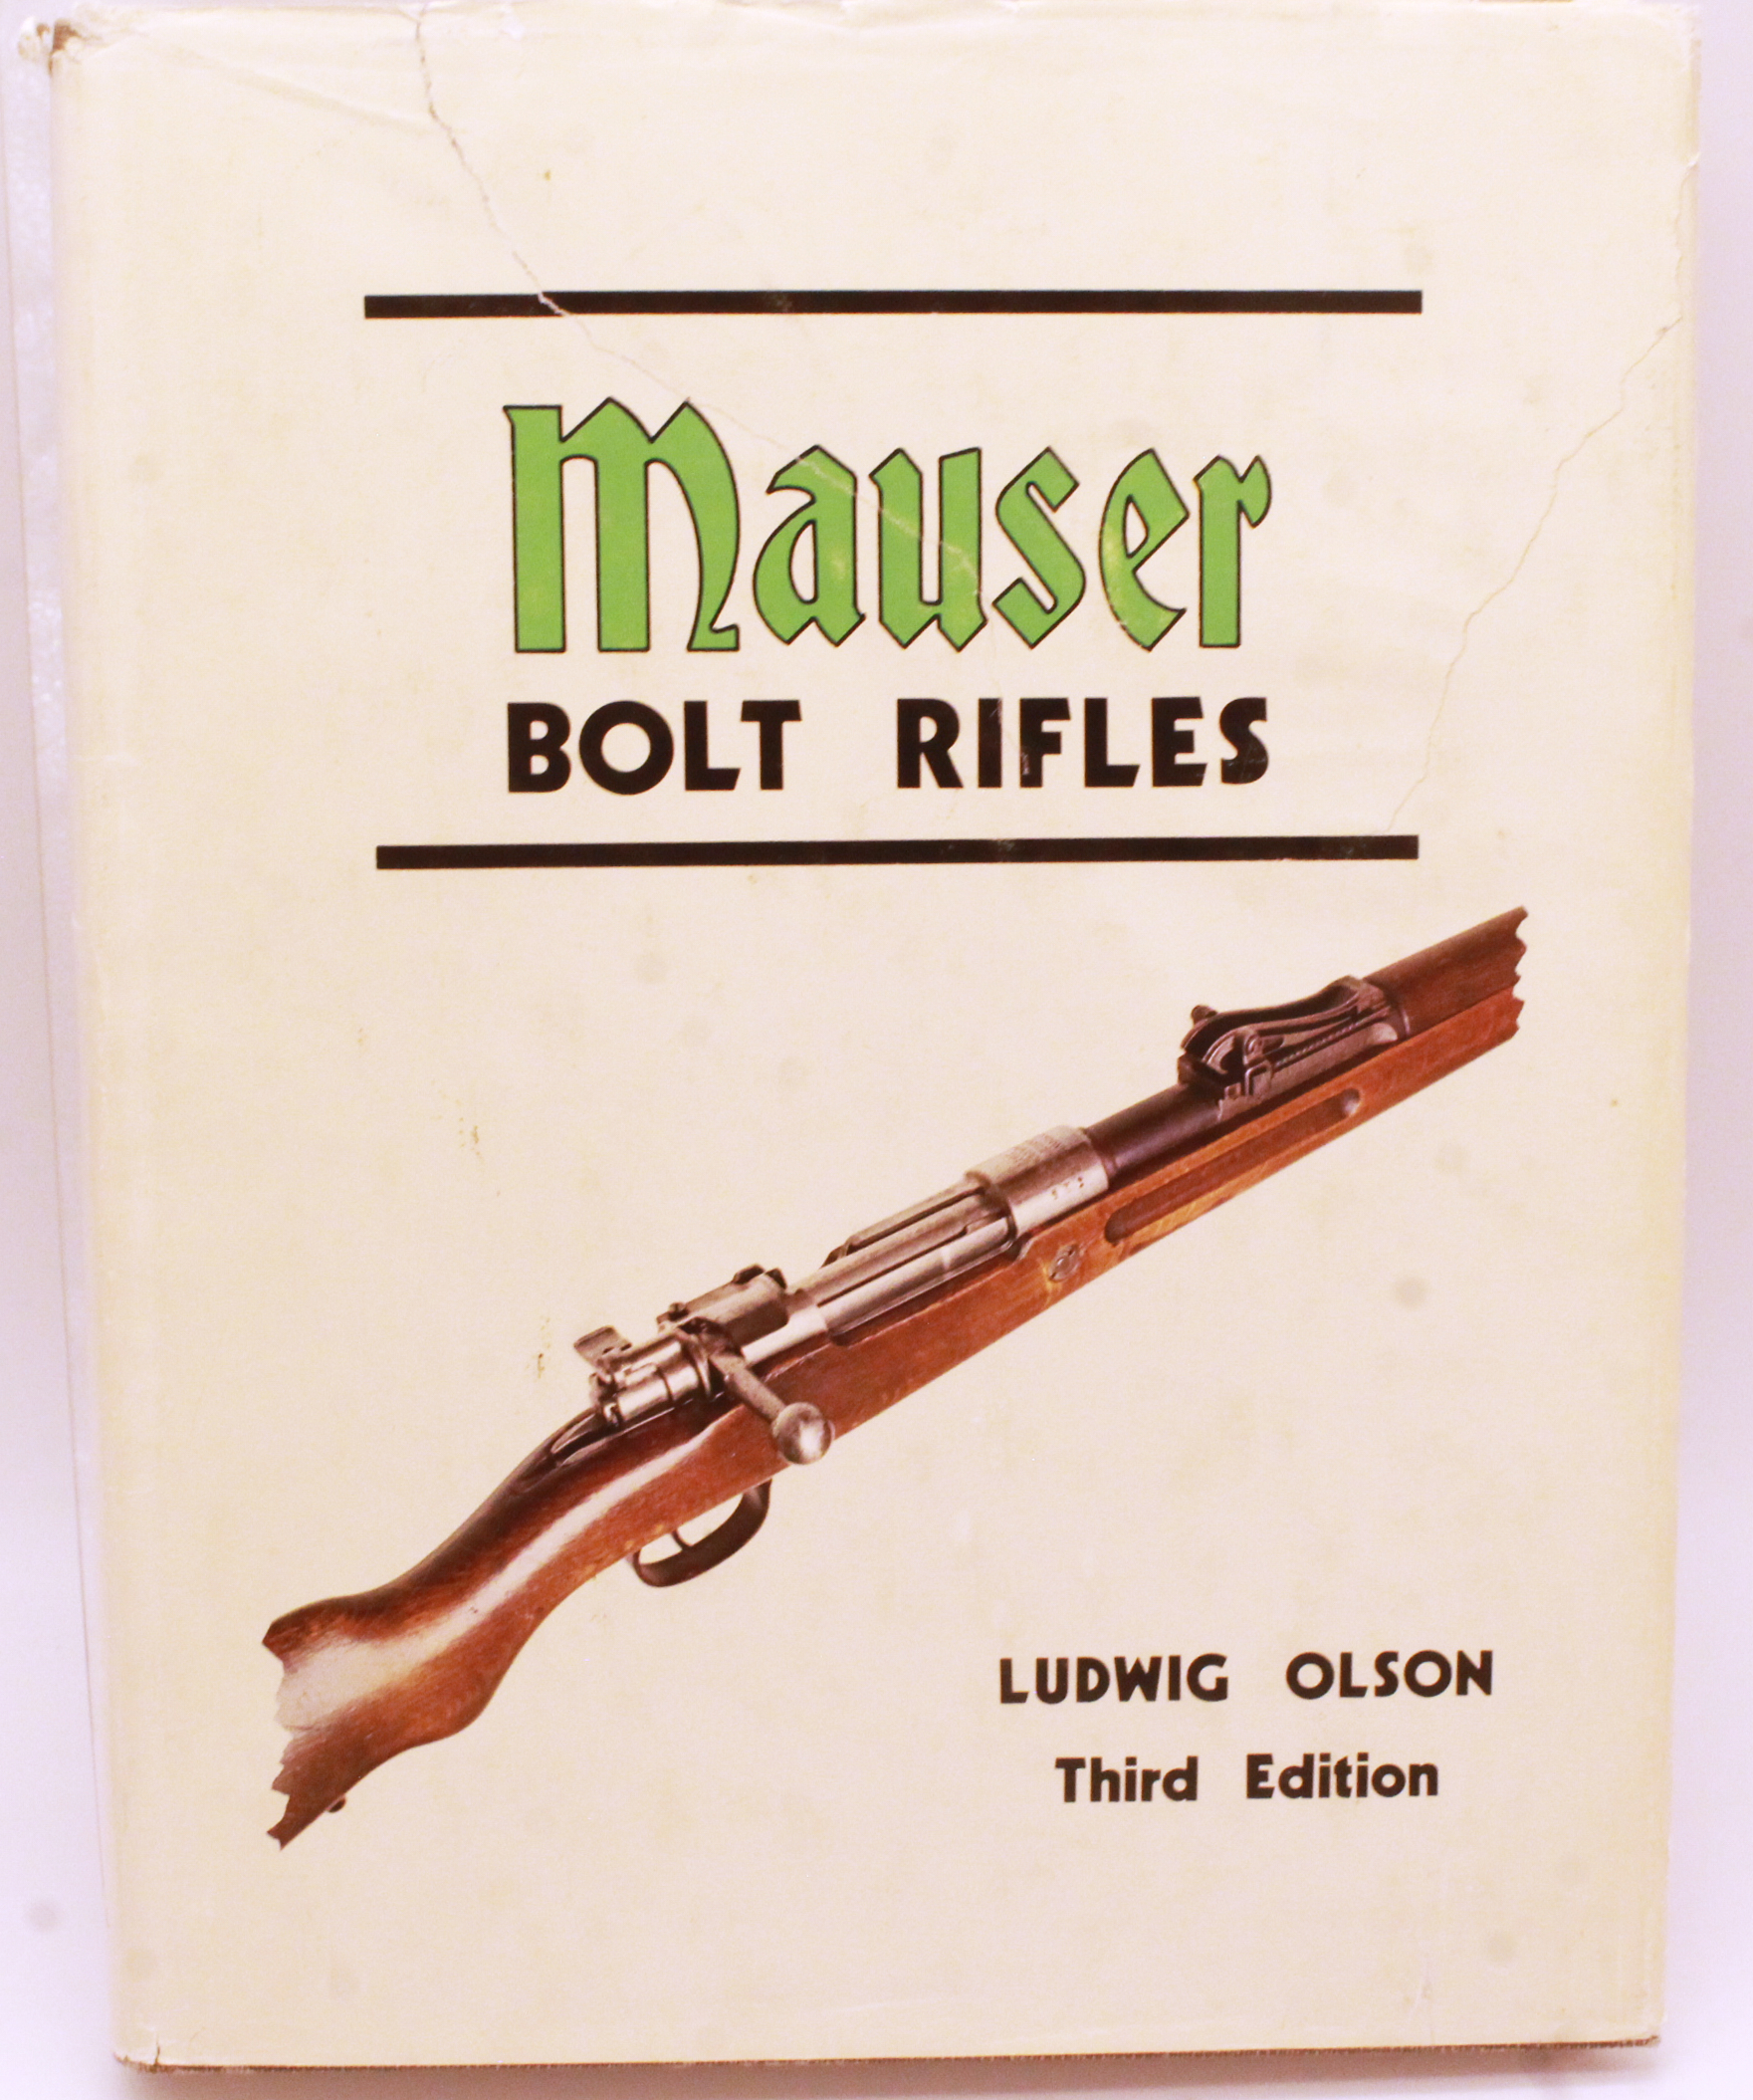 Mauser
BOLT RIFLES
LUDWIG OLSON
Third Edition